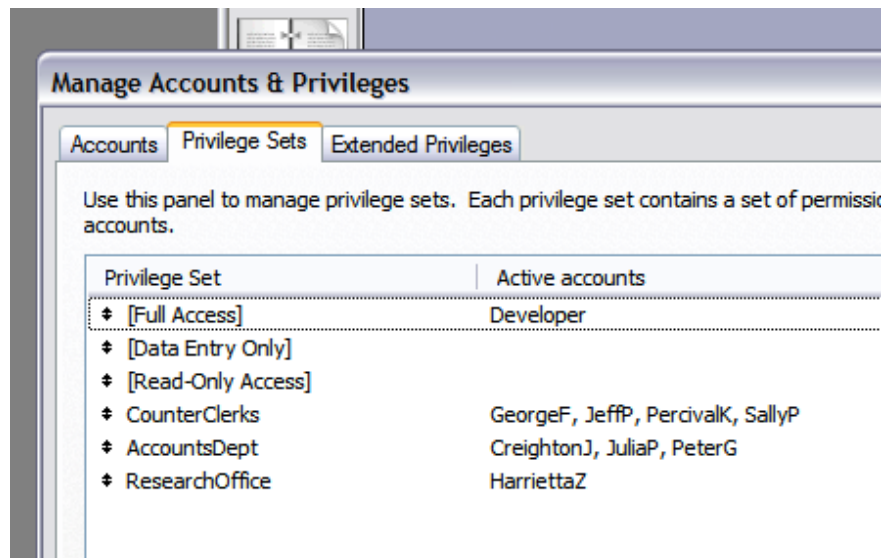 Manage Accounts & Privileges
Accounts Privilege Sets Extended Privileges
Use this panel to manage privilege sets. Each privilege set contains a set of
accounts.
Privilege Set Active accounts
[Full Access] Developer
[Data Entry Only]
[Read-Only Access]
CounterClerks GeorgeF, JeffP, PercivalK, SallyP
AccountsDept CreightonJ, JuliaP, PeterG
ResearchOffice HarriettaZ